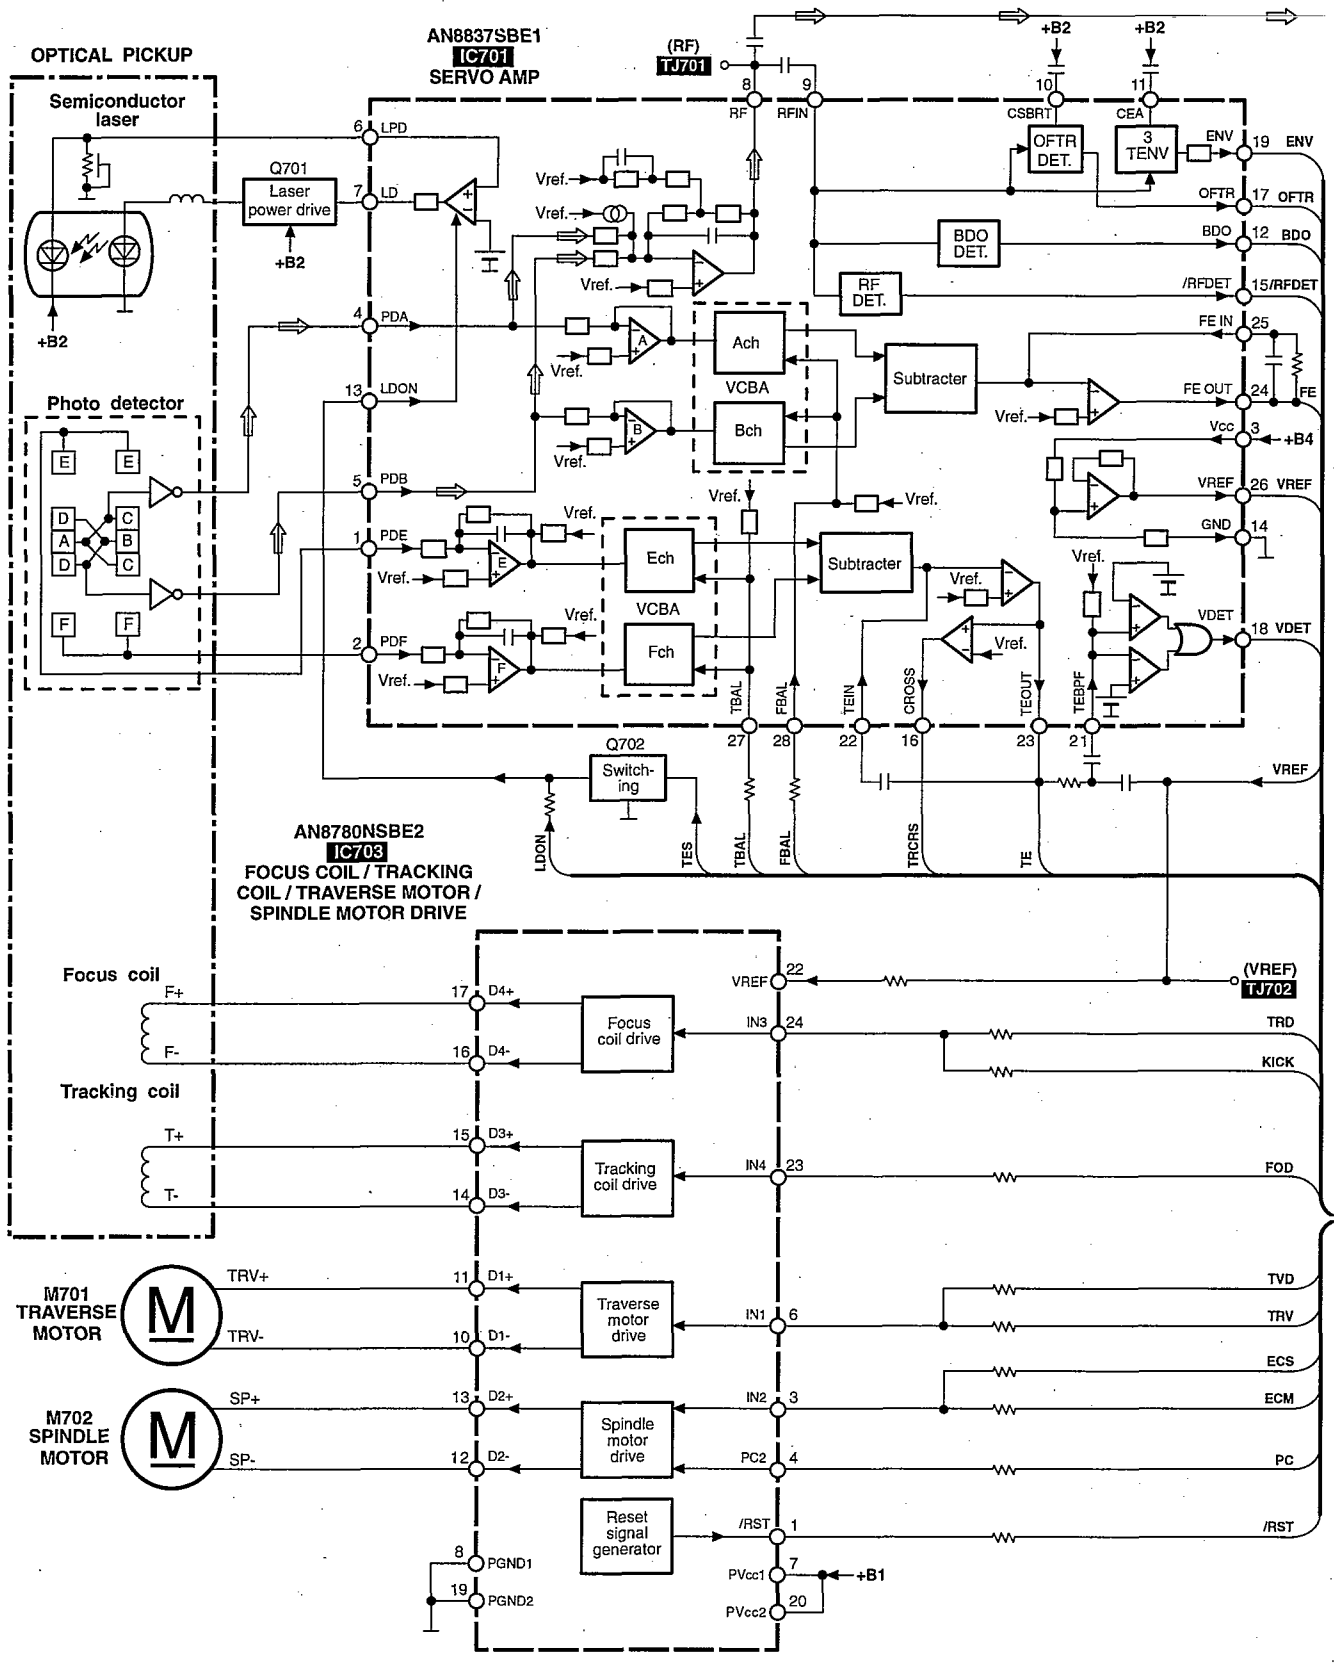 OPTICAL PICKUP
Semiconductor
laser
Q701
Laser
power drive
+B2
+B2
Photo detector
E E
D C
A B
D C
F F
AN8837SBE1
IC701
SERVO AMP
(RF)
TJ701
+B2
+B2
8
9
10
11
RF
RFIN
CSBRT
CEA
6
LPD
7
LD
4
PDA
13
LDON
5
PDB
1
PDE
2
PDF
Vref.
Vref.
Vref.
Vref.
Vref.
Vref.
Vref.
Vref.
Vref.
A
B
E
F
Ach
VCBA
Bch
Ech
VCBA
Fch
Subtracter
Subtracter
OFTR
DET.
3
TENV
BDO
DET.
RF
DET.
Vref.
Vref.
Vref.
Vref.
Vref.
Vref.
ENV
19
ENV
OFTR
17
OFTR
BDO
12
BDO
/RFDET
15
/RFDET
FE IN
25
FE OUT
24
FE
Vcc
3
+B4
VREF
26
VREF
GND
14
VDET
18
VDET
TBAL
FBAL
TEIN
CROSS
TEOUT
TEBPF
27
28
22
16
23
21
Q702
Switch-
ing
VREF
LDON
TES
TBAL
FBAL
TRCRS
TE
AN8780NSBE2
IC703
FOCUS COIL / TRACKING
COIL / TRAVERSE MOTOR /
SPINDLE MOTOR DRIVE
Focus coil
F+
F-
Tracking coil
T+
T-
17
D4+
16
D4-
Focus
coil drive
VREF
22
(VREF)
TJ702
IN3
24
TRD
KICK
15
D3+
14
D3-
Tracking
coil drive
IN4
23
FOD
M701
TRAVERSE
MOTOR
M
TRV+
TRV-
11
D1+
10
D1-
Traverse
motor
drive
IN1
6
TVD
TRV
M702
SPINDLE
MOTOR
M
SP+
SP-
13
D2+
12
D2-
Spindle
motor
drive
IN2
3
ECS
ECM
PC2
4
PC
Reset
signal
generator
/RST
1
/RST
8
PGND1
19
PGND2
PVcc1
7
+B1
PVcc2
20